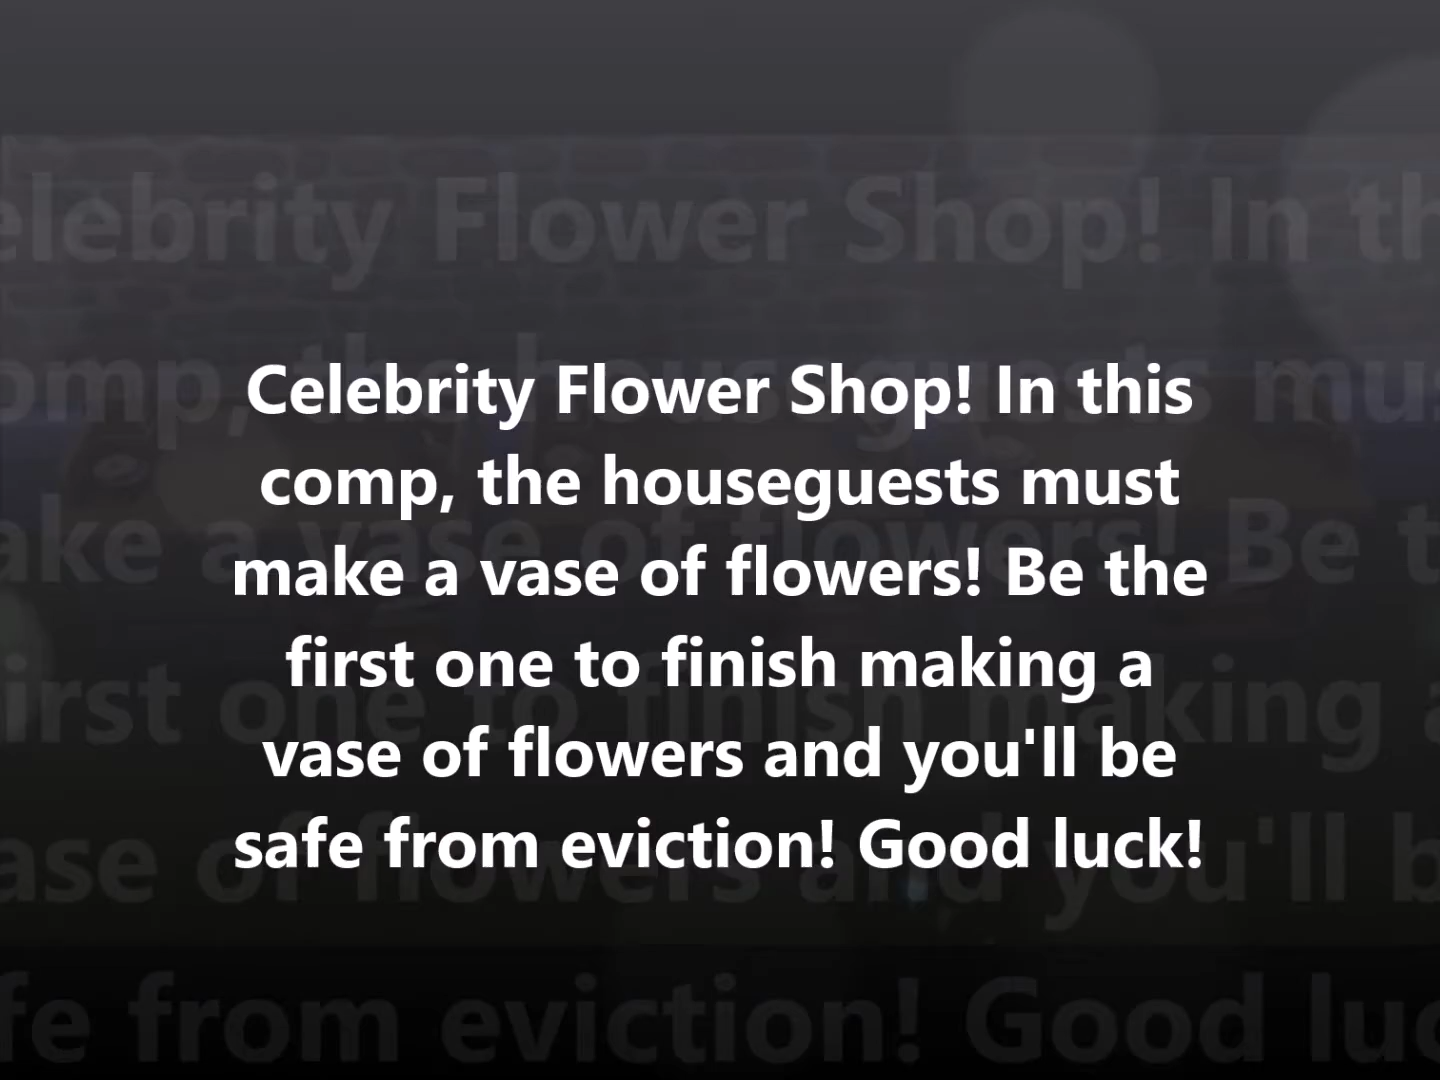 Celebrity Flower Shop! In this
comp, the houseguests must
make a vase of flowers! Be the
first one to finish making a
vase of flowers and you'll be
safe from eviction! Good luck!